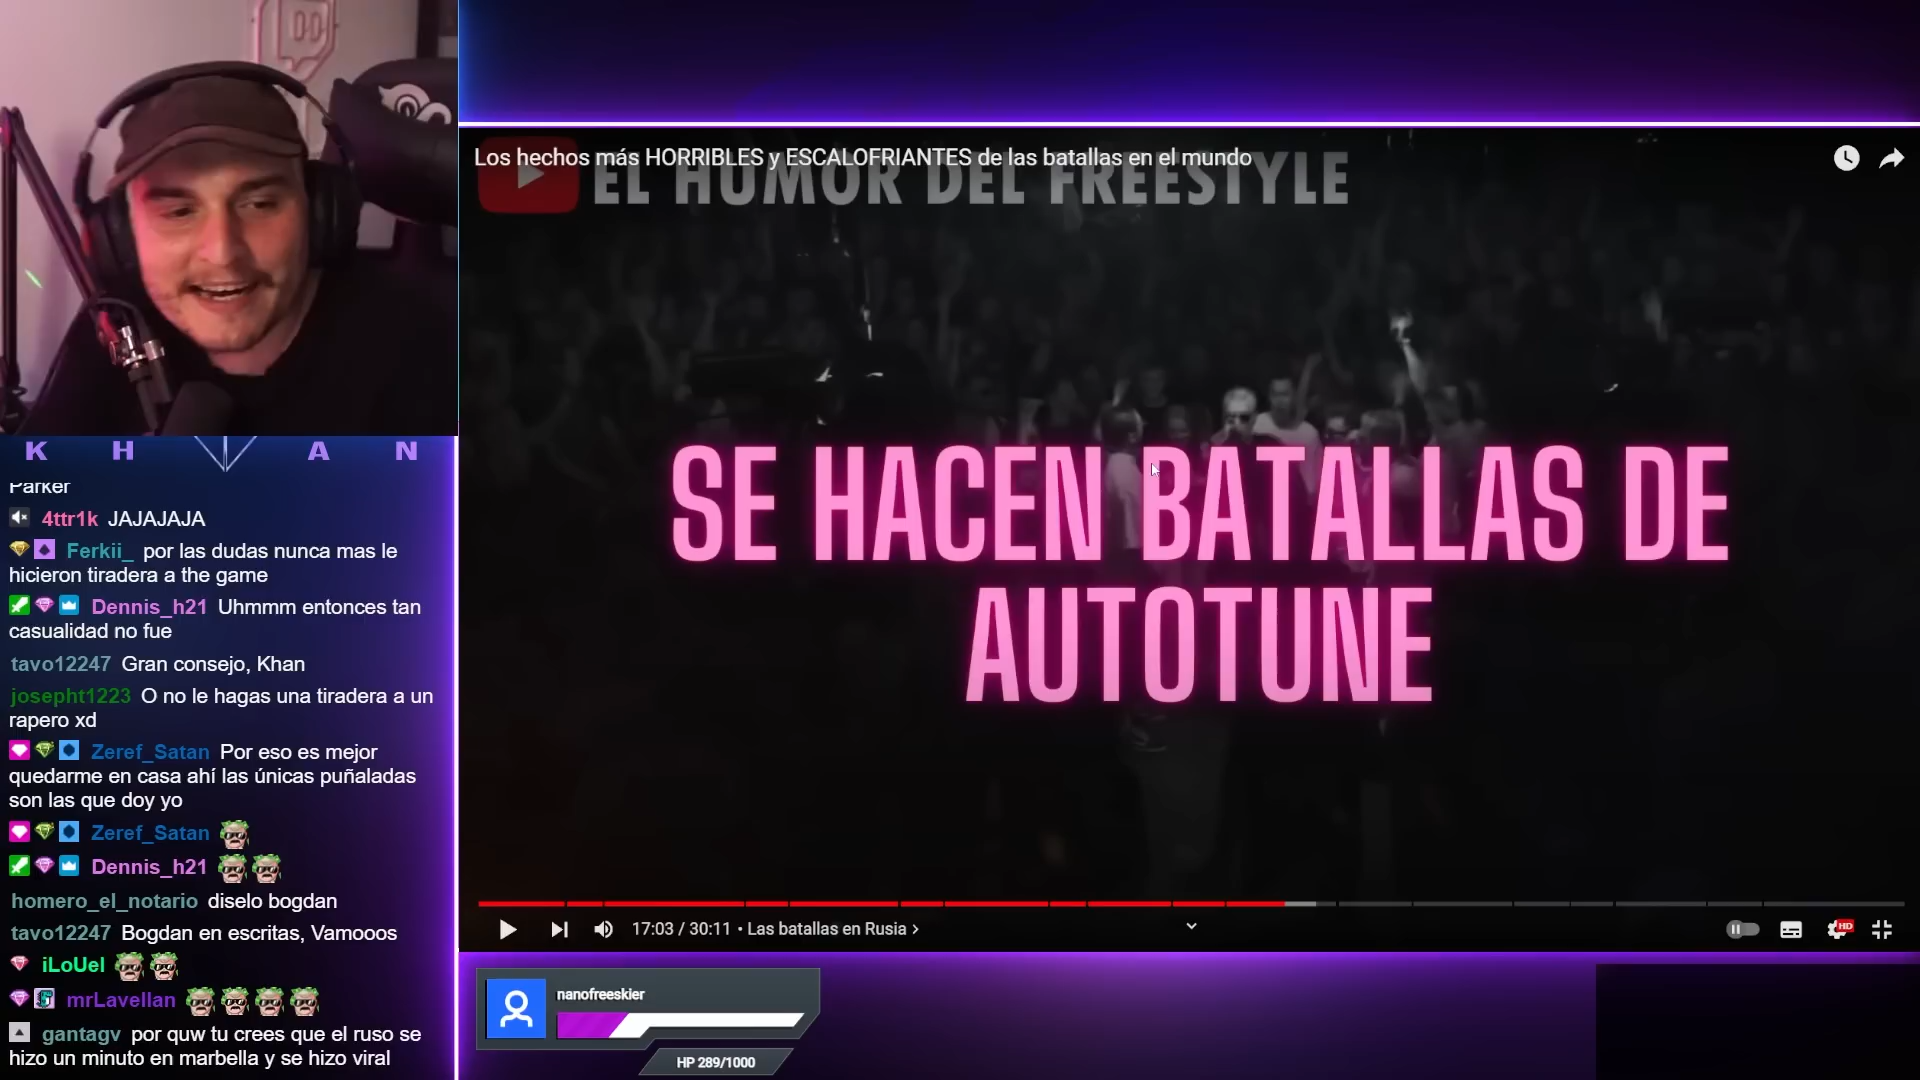 K H A N
Parker
4ttr1k JAJAJAJA
Ferkii_ por las dudas nunca mas le
hicieron tiradera a the game
Dennis_h21 Uhmmm entonces tan
casualidad no fue
tavo12247 Gran consejo, Khan
josepht1223 O no le hagas una tiradera a un
rapero xd
Zeref_Satan Por eso es mejor
quedarme en casa ahí las únicas puñaladas
son las que doy yo
Zeref_Satan
Dennis_h21
homero_el_notario diselo bogdan
tavo12247 Bogdan en escritas, Vamooos
iLoUel
mrLavellan
gantagv por quw tu crees que el ruso se
hizo un minuto en marbella y se hizo viral
Los hechos más HORRIBLES y ESCALOFRIANTES de las batallas en el mundo
EL HUMOR DEL FREESTYLE
SE HACEN BATALLAS DE
AUTOTUNE
17:03 / 30:11 • Las batallas en Rusia ›
HD
nanofreeskier
HP 289/1000